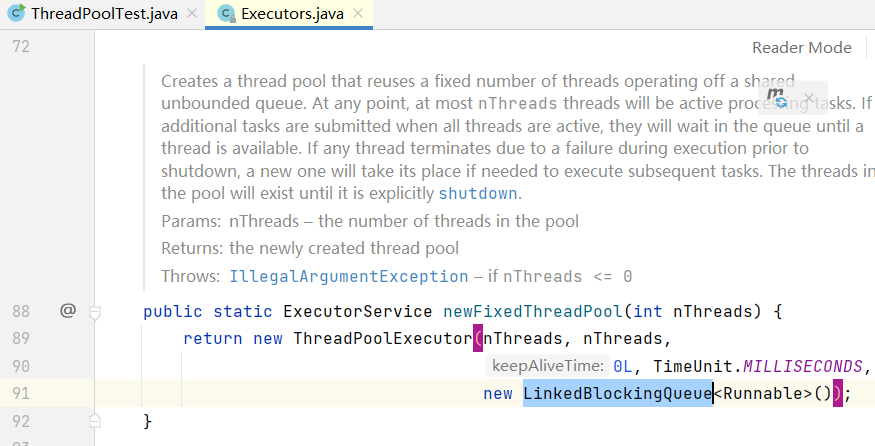 ThreadPoolTest.java × Executors.java ×
72
Reader Mode
Creates a thread pool that reuses a fixed number of threads operating off a shared
unbounded queue. At any point, at most nThreads threads will be active processing tasks. If
additional tasks are submitted when all threads are active, they will wait in the queue until a
thread is available. If any thread terminates due to a failure during execution prior to
shutdown, a new one will take its place if needed to execute subsequent tasks. The threads in
the pool will exist until it is explicitly shutdown.
Params: nThreads – the number of threads in the pool
Returns: the newly created thread pool
Throws: IllegalArgumentException – if nThreads <= 0
88 @ public static ExecutorService newFixedThreadPool(int nThreads) {
89 return new ThreadPoolExecutor(nThreads, nThreads,
90 keepAliveTime: 0L, TimeUnit.MILLISECONDS,
91 new LinkedBlockingQueue<Runnable>());
92 }